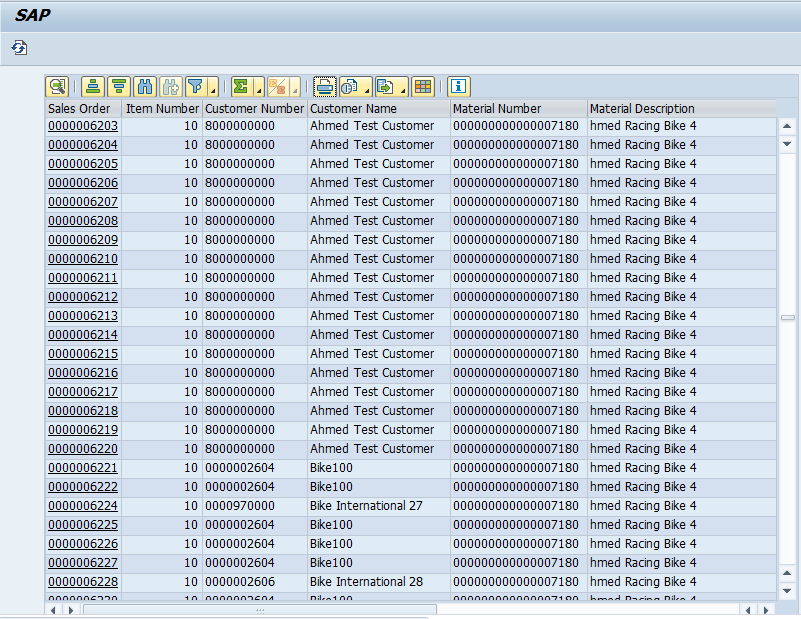 SAP
Sales Order Item Number Customer Number Customer Name Material Number Material Description
0000006203 10 8000000000 Ahmed Test Customer 000000000000007180 hmed Racing Bike 4
0000006204 10 8000000000 Ahmed Test Customer 000000000000007180 hmed Racing Bike 4
0000006205 10 8000000000 Ahmed Test Customer 000000000000007180 hmed Racing Bike 4
0000006206 10 8000000000 Ahmed Test Customer 000000000000007180 hmed Racing Bike 4
0000006207 10 8000000000 Ahmed Test Customer 000000000000007180 hmed Racing Bike 4
0000006208 10 8000000000 Ahmed Test Customer 000000000000007180 hmed Racing Bike 4
0000006209 10 8000000000 Ahmed Test Customer 000000000000007180 hmed Racing Bike 4
0000006210 10 8000000000 Ahmed Test Customer 000000000000007180 hmed Racing Bike 4
0000006211 10 8000000000 Ahmed Test Customer 000000000000007180 hmed Racing Bike 4
0000006212 10 8000000000 Ahmed Test Customer 000000000000007180 hmed Racing Bike 4
0000006213 10 8000000000 Ahmed Test Customer 000000000000007180 hmed Racing Bike 4
0000006214 10 8000000000 Ahmed Test Customer 000000000000007180 hmed Racing Bike 4
0000006215 10 8000000000 Ahmed Test Customer 000000000000007180 hmed Racing Bike 4
0000006216 10 8000000000 Ahmed Test Customer 000000000000007180 hmed Racing Bike 4
0000006217 10 8000000000 Ahmed Test Customer 000000000000007180 hmed Racing Bike 4
0000006218 10 8000000000 Ahmed Test Customer 000000000000007180 hmed Racing Bike 4
0000006219 10 8000000000 Ahmed Test Customer 000000000000007180 hmed Racing Bike 4
0000006220 10 8000000000 Ahmed Test Customer 000000000000007180 hmed Racing Bike 4
0000006221 10 0000002604 Bike100 000000000000007180 hmed Racing Bike 4
0000006222 10 0000002604 Bike100 000000000000007180 hmed Racing Bike 4
0000006224 10 0000970000 Bike International 27 000000000000007180 hmed Racing Bike 4
0000006225 10 0000002604 Bike100 000000000000007180 hmed Racing Bike 4
0000006226 10 0000002604 Bike100 000000000000007180 hmed Racing Bike 4
0000006227 10 0000002604 Bike100 000000000000007180 hmed Racing Bike 4
0000006228 10 0000002606 Bike International 28 000000000000007180 hmed Racing Bike 4